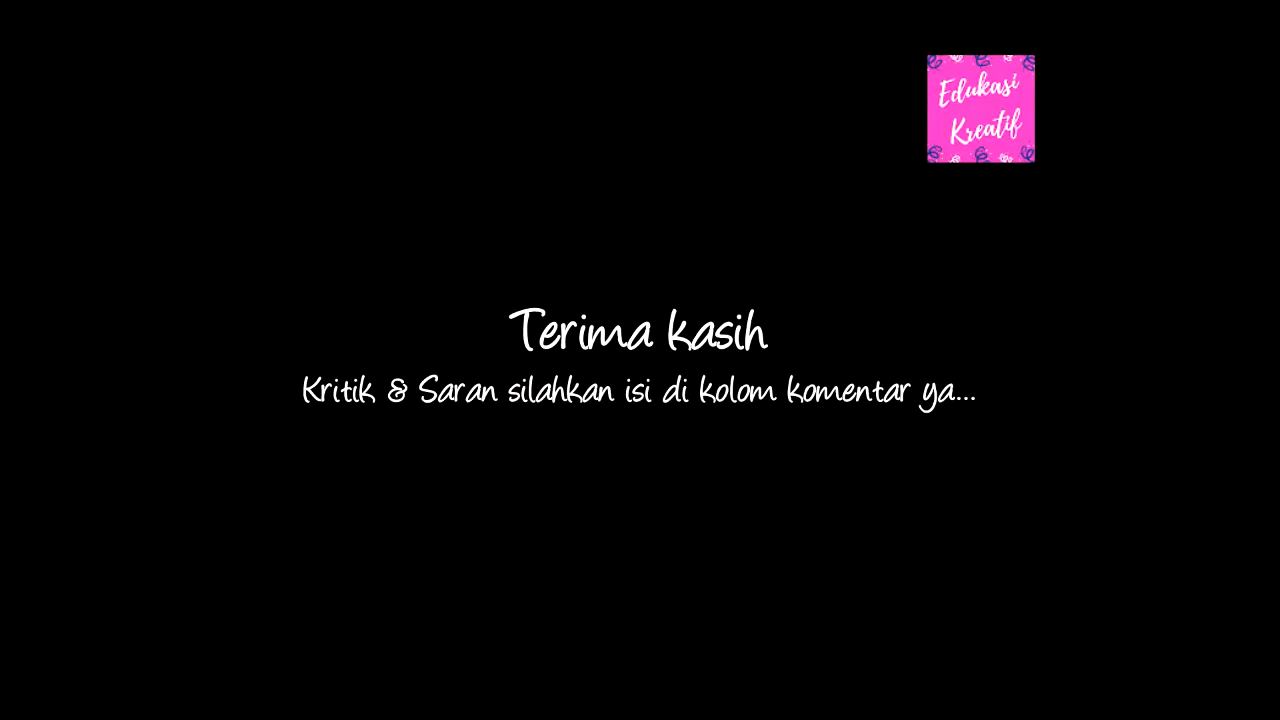 Edukasi
Kreatif
Terima kasih
Kritik & Saran silahkan isi di kolom komentar ya...